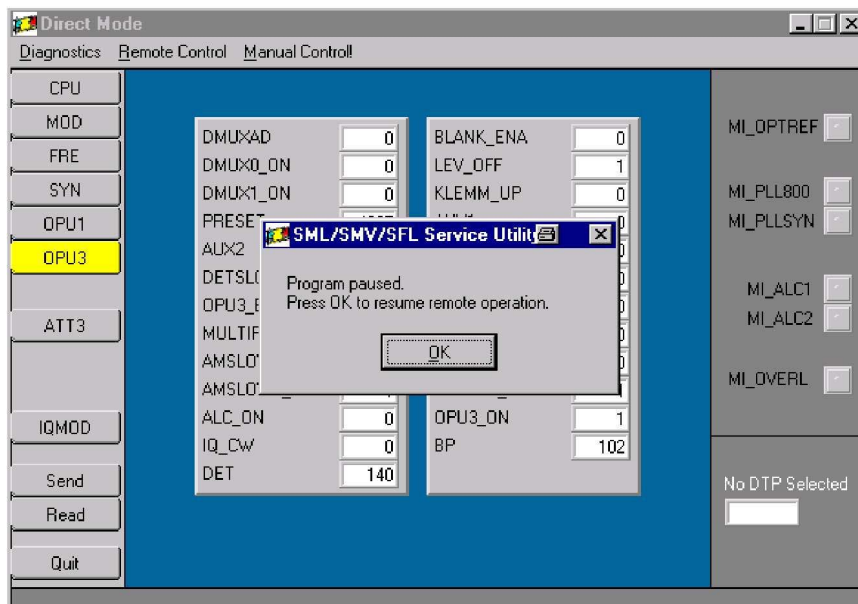 Direct Mode
Diagnostics Remote Control Manual Control!
CPU
MOD
FRE
SYN
OPU1
OPU3
ATT3
IQMOD
Send
Read
Quit
DMUXAD 0
DMUX0_ON 0
DMUX1_ON 0
PRESET
AUX2
ALC_ON 0
IQ_CW 0
DET 140
BLANK_ENA 0
LEV_OFF 1
KLEMM_UP 0
OPU3_ON 1
BP 102
SML/SMV/SFL Service Utility
Program paused.
Press OK to resume remote operation.
OK
MI_OPTREF
MI_PLL800
MI_PLLSYN
MI_ALC1
MI_ALC2
MI_OVERL
No DTP Selected